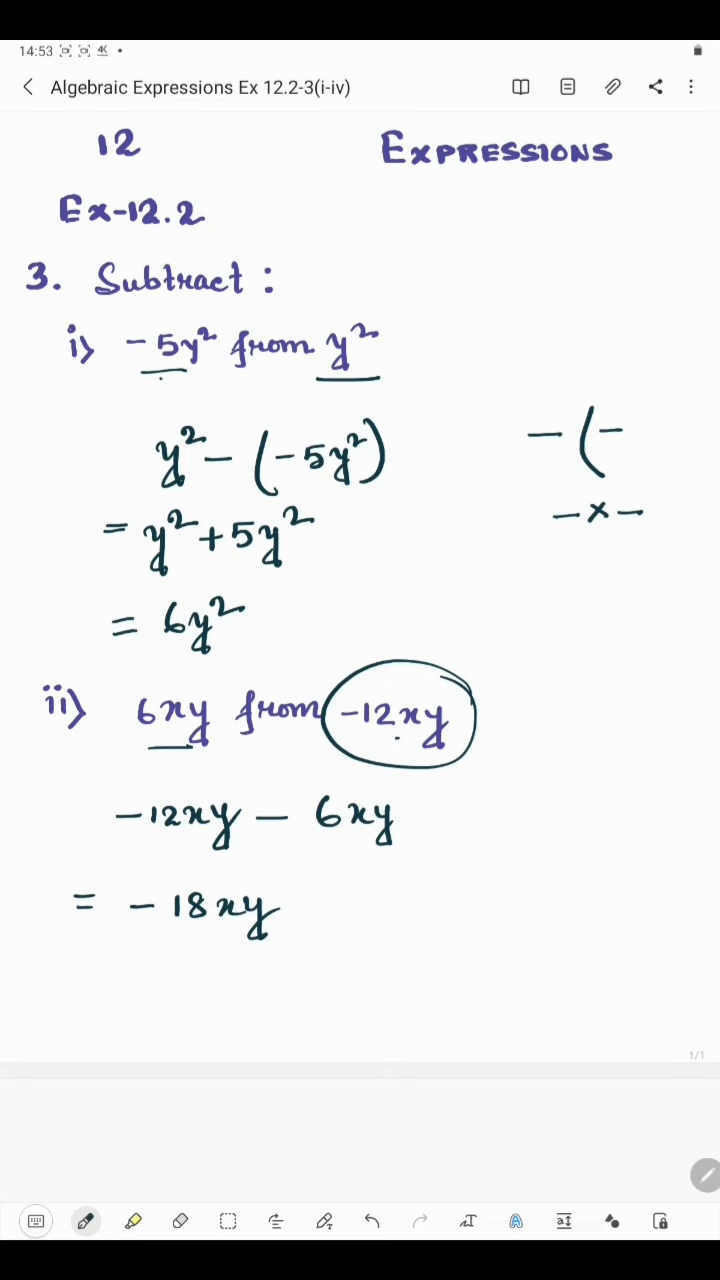 14:53 4K
Algebraic Expressions Ex 12.2-3(i-iv)
12 EXPRESSIONS
Ex-12.2
3. Subtract :
i) -5y² from y²
y² - (-5y²) - (-
= y² + 5y² - × -
= 6y²
ii) 6xy from -12xy
-12xy - 6xy
= -18xy
1/1